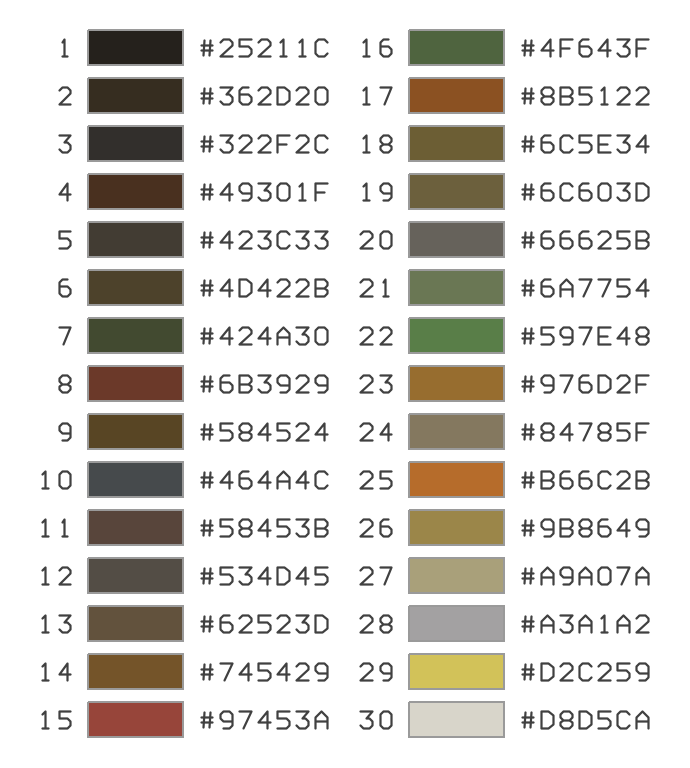 1 #25211C 16 #4F643F
2 #362D20 17 #8B5122
3 #322F2C 18 #6C5E34
4 #49301F 19 #6C603D
5 #423C33 20 #66625B
6 #4D422B 21 #6A7754
7 #424A30 22 #597E48
8 #6B3929 23 #976D2F
9 #584524 24 #84785F
10 #464A4C 25 #B66C2B
11 #58453B 26 #9B8649
12 #534D45 27 #A9A07A
13 #62523D 28 #A3A1A2
14 #745429 29 #D2C259
15 #97453A 30 #D8D5CA